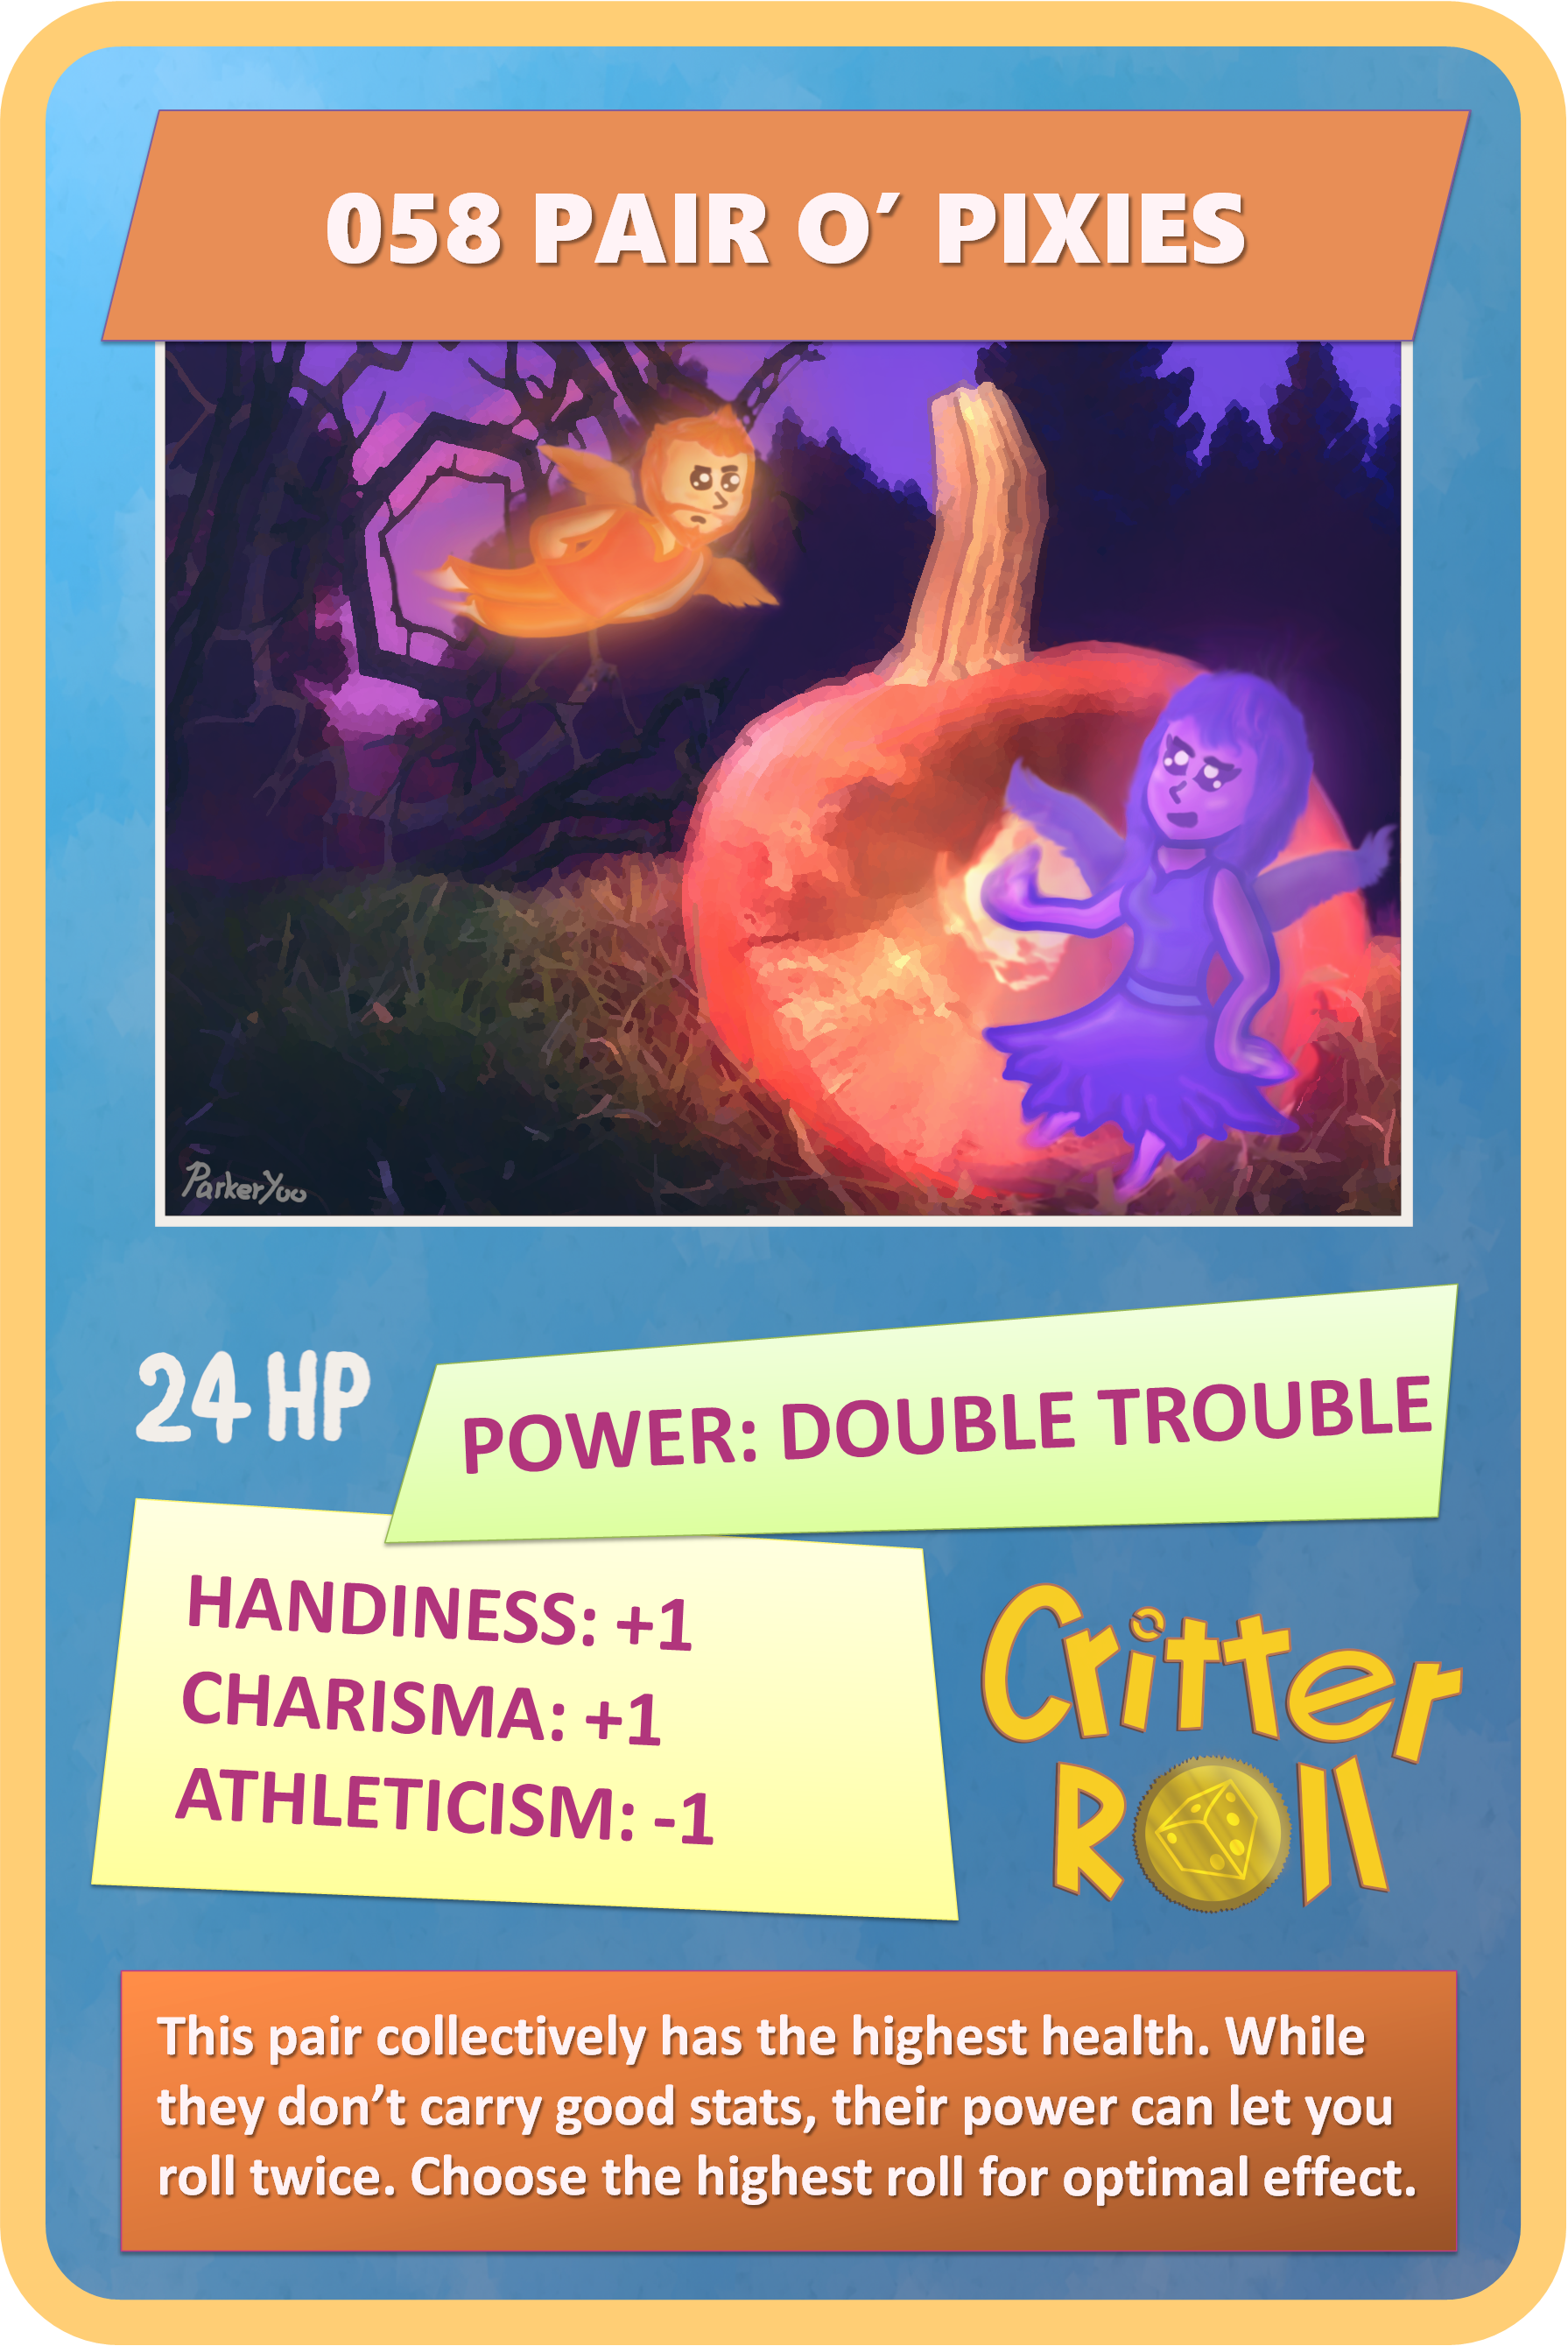 058 PAIR O’ PIXIES
ParkerYoo
24 HP
POWER: DOUBLE TROUBLE
HANDINESS: +1
CHARISMA: +1
ATHLETICISM: -1
Critter
Roll
This pair collectively has the highest health. While
they don’t carry good stats, their power can let you
roll twice. Choose the highest roll for optimal effect.